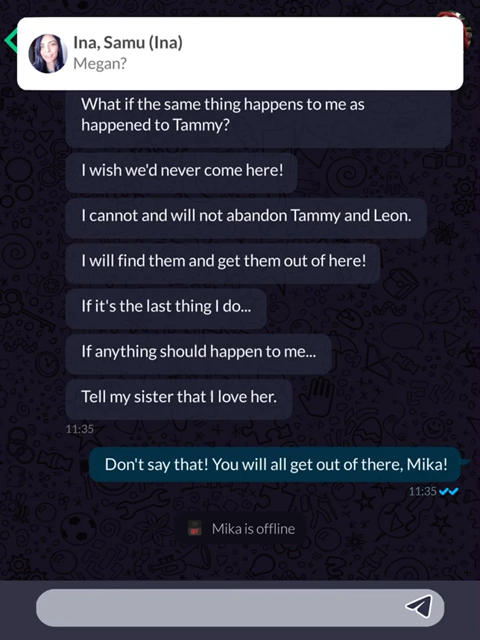 Ina, Samu (Ina)
Megan?
What if the same thing happens to me as
happened to Tammy?
I wish we'd never come here!
I cannot and will not abandon Tammy and Leon.
I will find them and get them out of here!
If it's the last thing I do...
If anything should happen to me...
Tell my sister that I love her.
11:35
Don't say that! You will all get out of there, Mika!
11:35
Mika is offline